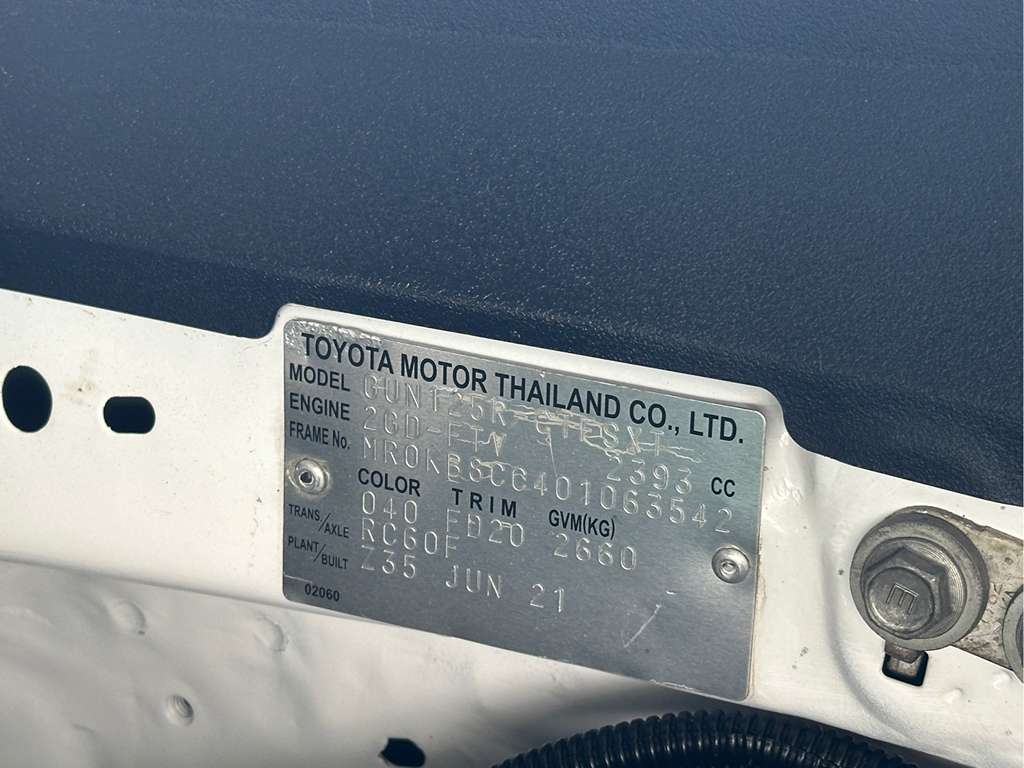 TOYOTA MOTOR THAILAND CO., LTD.
MODEL GUN125R-
ENGINE 2GD-FTV 2393 CC
FRAME No. MR0KB8CC401063542
COLOR TRIM GVM(KG)
040 FD20 2660
TRANS/AXLE RC60F
PLANT/BUILT Z35 JUN 21
02060
E